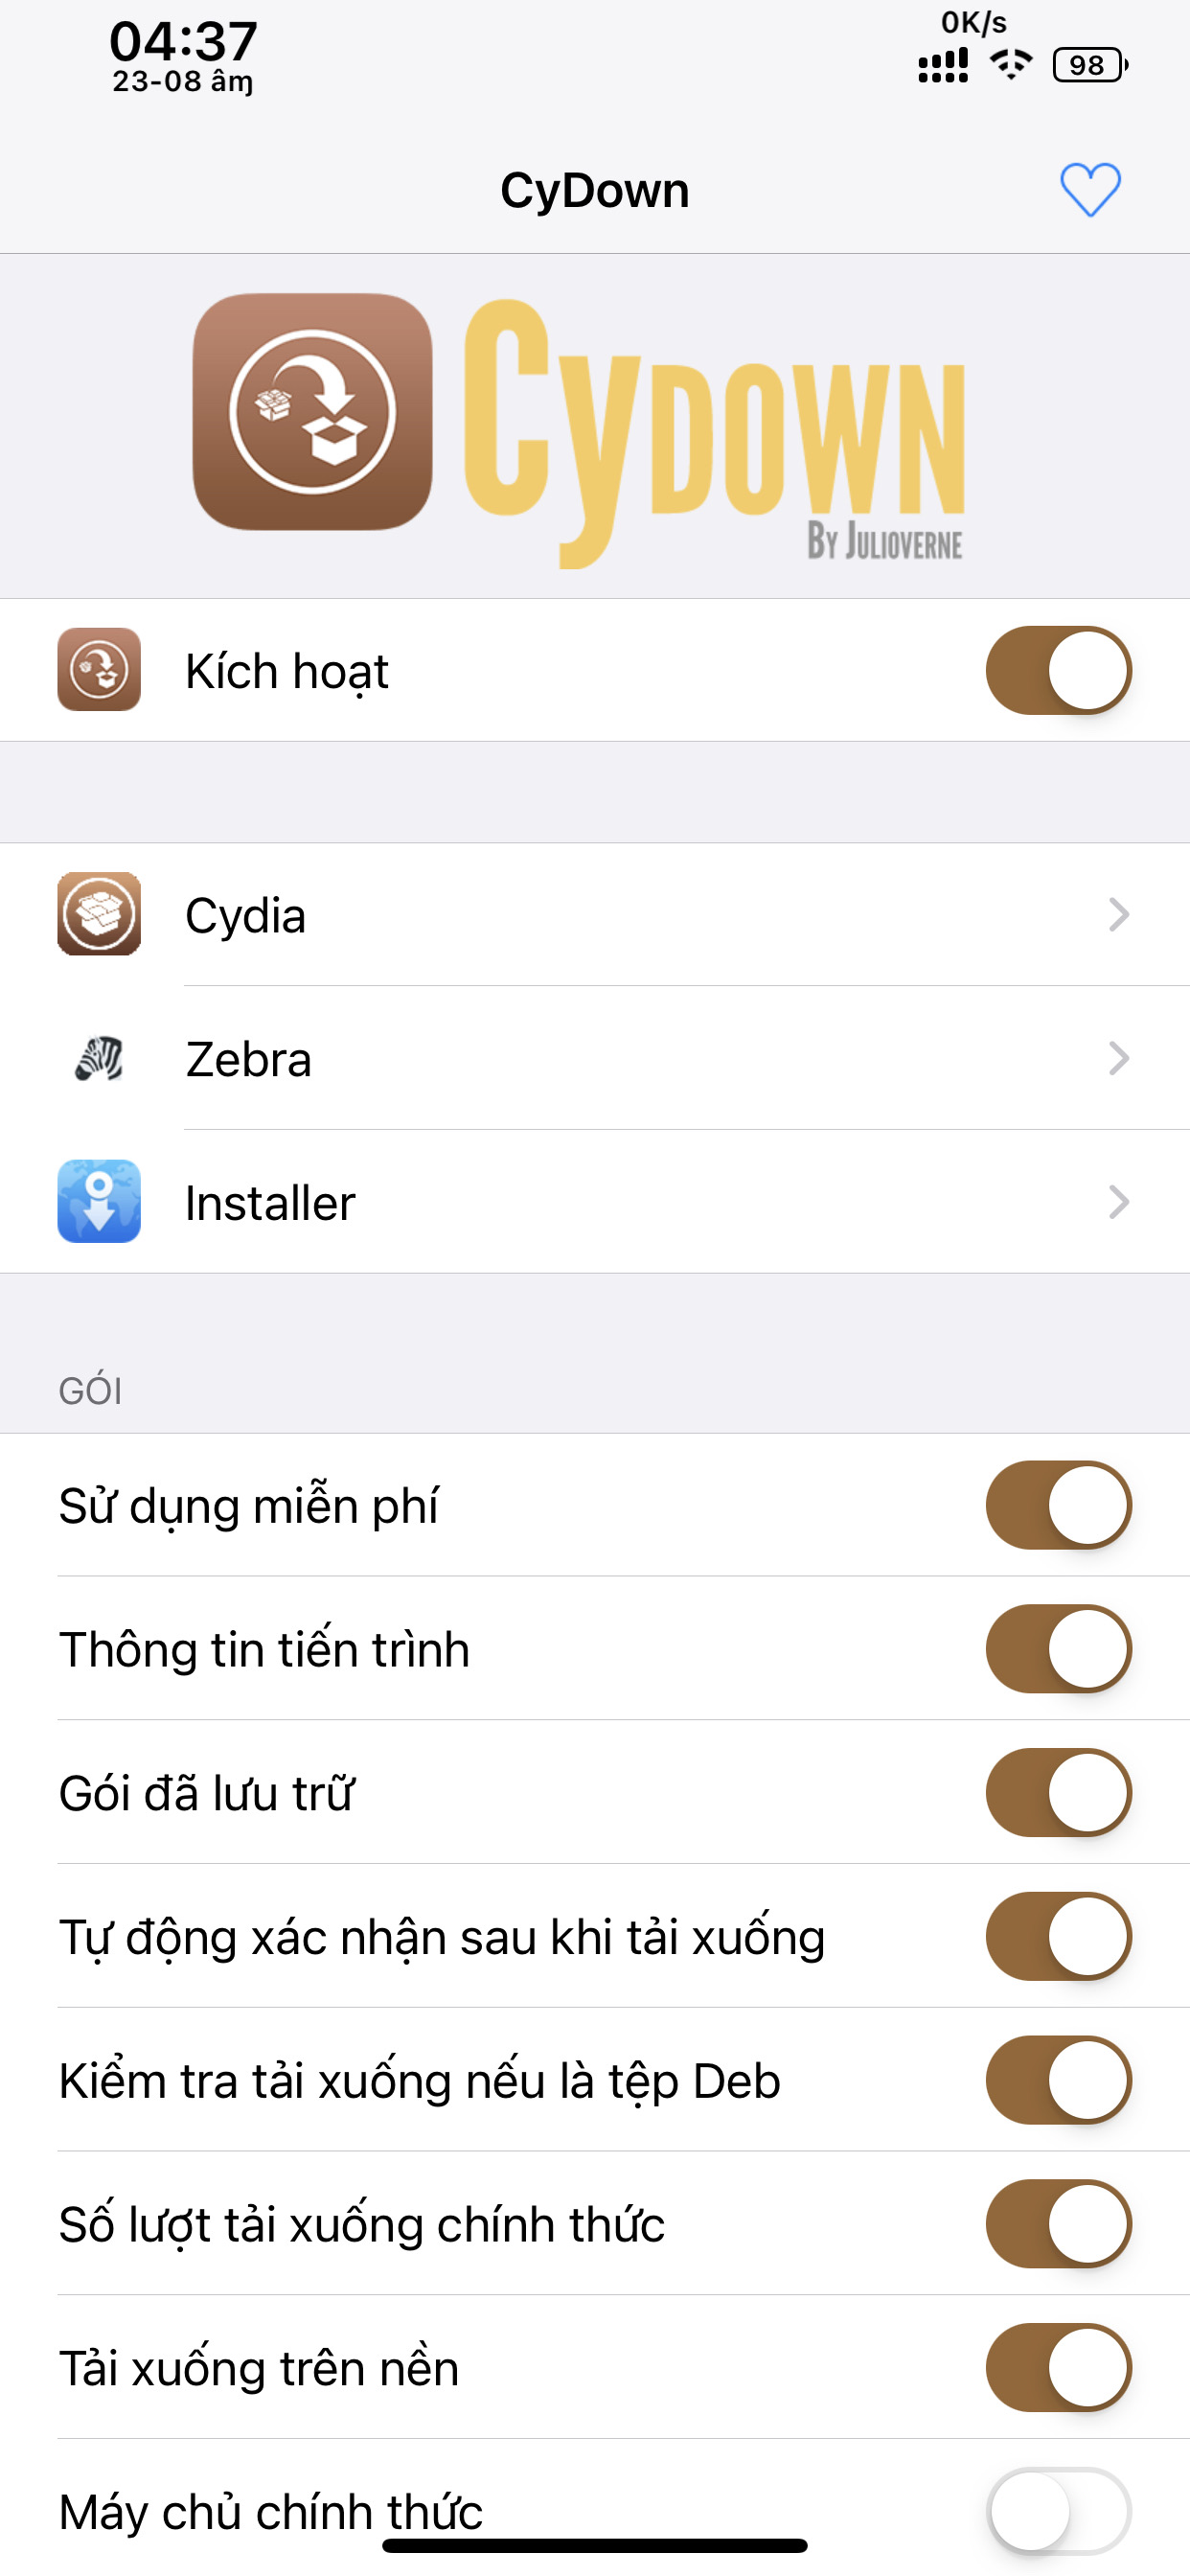 04:37
23-08 âm
0K/s
98
CyDown
CyDOWN
By Julioverne
Kích hoạt
Cydia
Zebra
Installer
GÓI
Sử dụng miễn phí
Thông tin tiến trình
Gói đã lưu trữ
Tự động xác nhận sau khi tải xuống
Kiểm tra tải xuống nếu là tệp Deb
Số lượt tải xuống chính thức
Tải xuống trên nền
Máy chủ chính thức